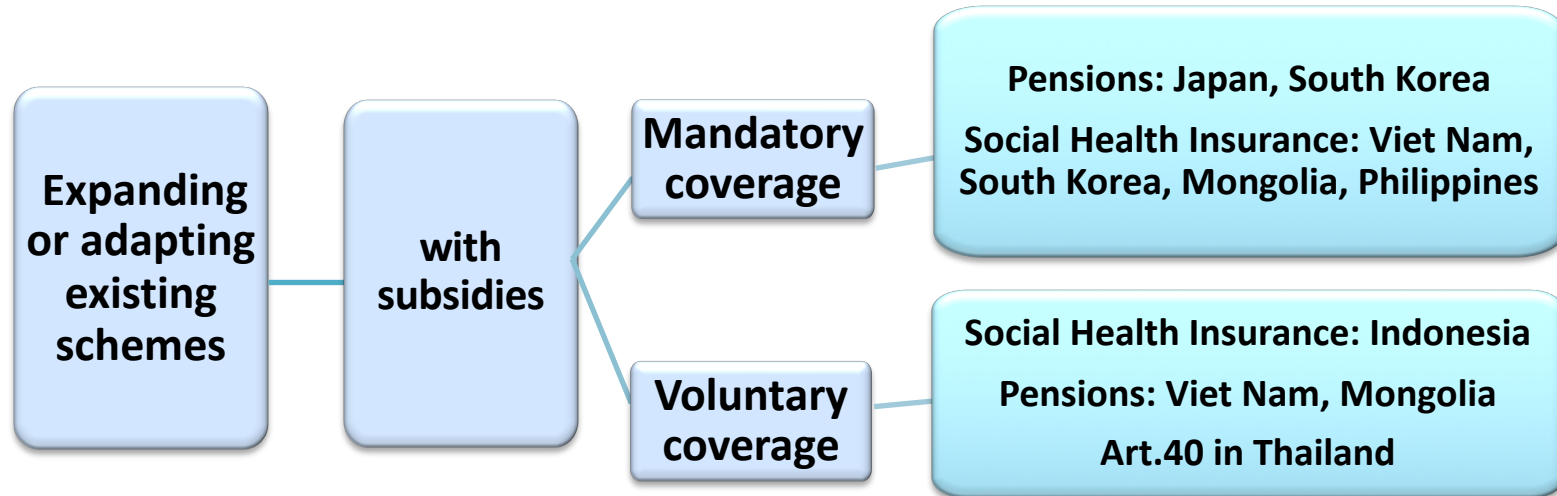 Expanding
or adapting
existing
schemes
with
subsidies
Mandatory
coverage
Pensions: Japan, South Korea
Social Health Insurance: Viet Nam,
South Korea, Mongolia, Philippines
Voluntary
coverage
Social Health Insurance: Indonesia
Pensions: Viet Nam, Mongolia
Art.40 in Thailand